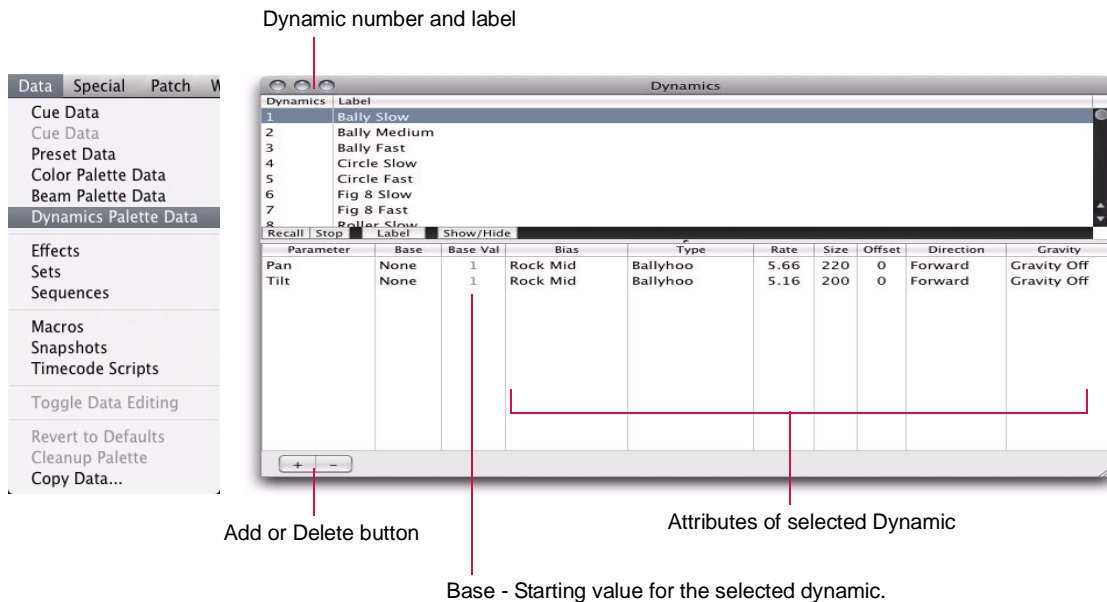 Dynamic number and label
Data Special Patch W
Cue Data
Cue Data
Preset Data
Color Palette Data
Beam Palette Data
Dynamics Palette Data
Effects
Sets
Sequences
Macros
Snapshots
Timecode Scripts
Toggle Data Editing
Revert to Defaults
Cleanup Palette
Copy Data...
Dynamics
Dynamics Label
1 Bally Slow
2 Bally Medium
3 Bally Fast
4 Circle Slow
5 Circle Fast
6 Fig 8 Slow
7 Fig 8 Fast
8 Roller Slow
Recall Stop Label Show/Hide
Parameter Base Base Val Bias Type Rate Size Offset Direction Gravity
Pan None 1 Rock Mid Ballyhoo 5.66 220 0 Forward Gravity Off
Tilt None 1 Rock Mid Ballyhoo 5.16 200 0 Forward Gravity Off
+ -
Add or Delete button
Attributes of selected Dynamic
Base - Starting value for the selected dynamic.